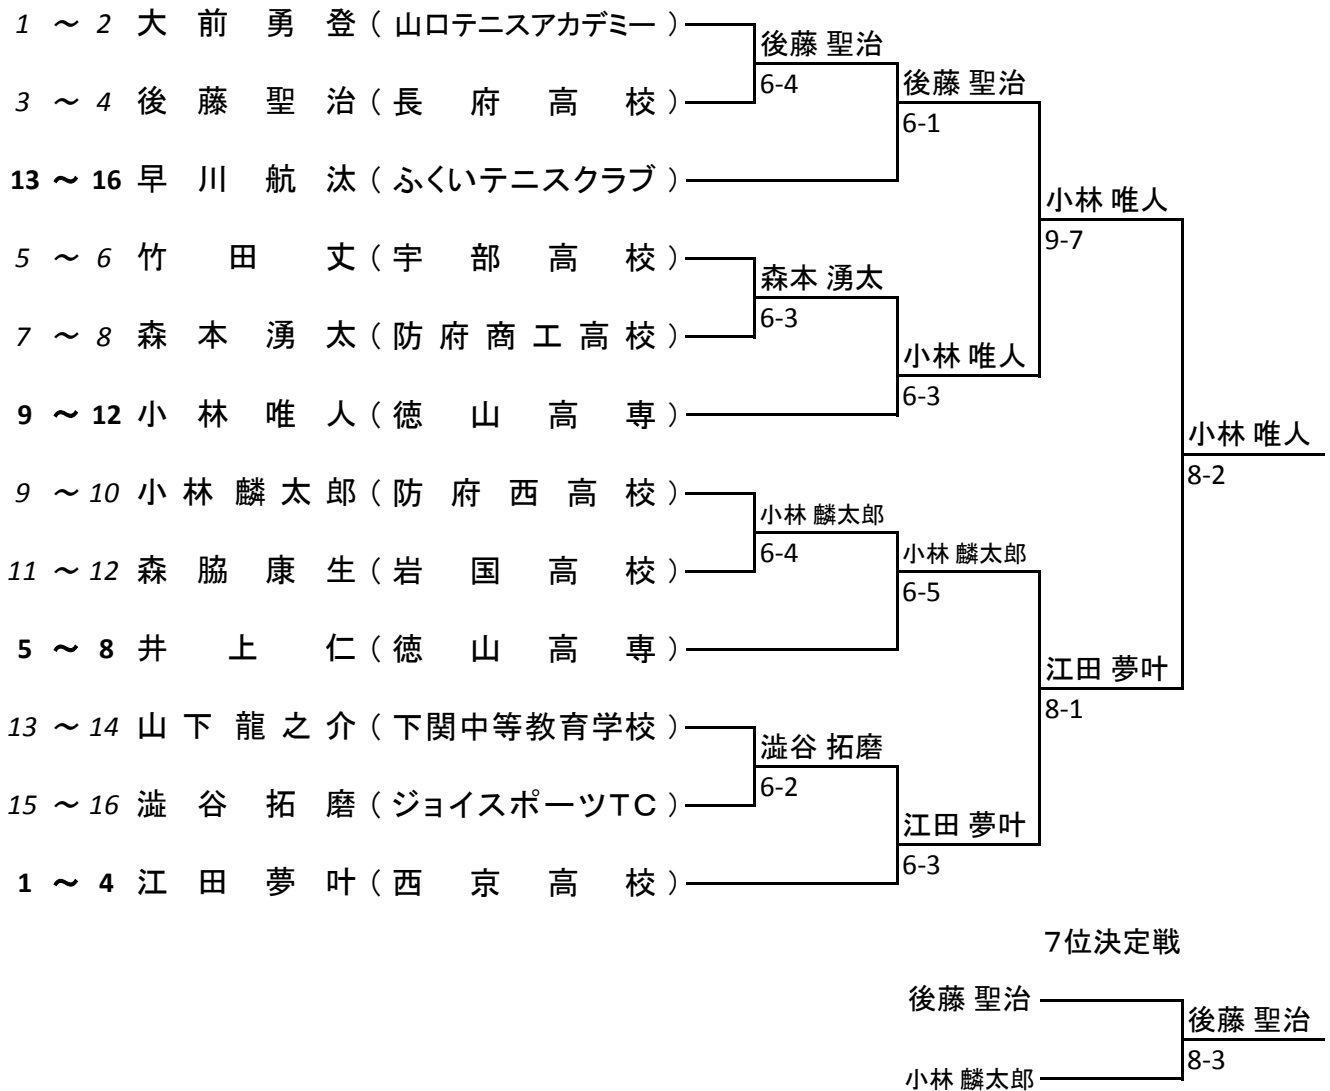 1 ～ 2 大前勇登 ( 山口テニスアカデミー )
後藤 聖治
6-4
後藤 聖治
3 ～ 4 後藤聖治 ( 長府高校 )
6-1
13 ～ 16 早川航汰 ( ふくいテニスクラブ )
小林 唯人
9-7
5 ～ 6 竹田丈 ( 宇部高校 )
森本 湧太
6-3
7 ～ 8 森本湧太 ( 防府商工高校 )
小林 唯人
6-3
9 ～ 12 小林唯人 ( 徳山高専 )
小林 唯人
8-2
9 ～ 10 小林麟太郎 ( 防府西高校 )
小林 麟太郎
6-4
小林 麟太郎
11 ～ 12 森脇康生 ( 岩国高校 )
6-5
5 ～ 8 井上仁 ( 徳山高専 )
江田 夢叶
8-1
13 ～ 14 山下龍之介 ( 下関中等教育学校 )
澁谷 拓磨
6-2
15 ～ 16 澁谷拓磨 ( ジョイスポーツTC )
江田 夢叶
6-3
1 ～ 4 江田夢叶 ( 西京高校 )
7位決定戦
後藤 聖治
後藤 聖治
8-3
小林 麟太郎